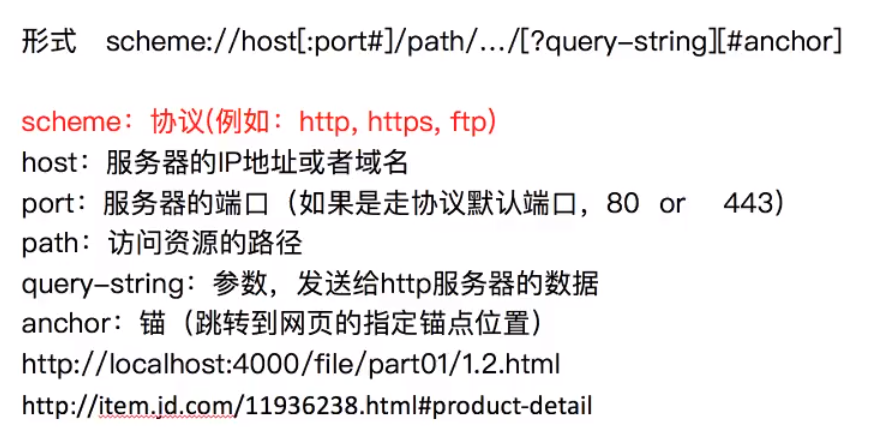 形式 scheme://host[:port#]/path/.../[?query-string][#anchor]
scheme：协议(例如：http, https, ftp)
host：服务器的IP地址或者域名
port：服务器的端口（如果是走协议默认端口，80 or 443）
path：访问资源的路径
query-string：参数，发送给http服务器的数据
anchor：锚（跳转到网页的指定锚点位置）
http://localhost:4000/file/part01/1.2.html
http://item.jd.com/11936238.html#product-detail